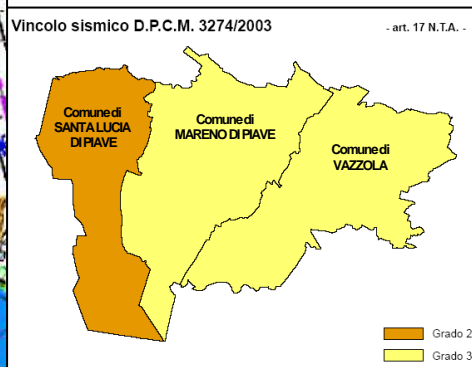 Vincolo sismico D.P.C.M. 3274/2003
- art. 17 N.T.A. -
Comune di
SANTA LUCIA
DI PIAVE
Comune di
MARENO DI PIAVE
Comune di
VAZZOLA
Grado 2
Grado 3